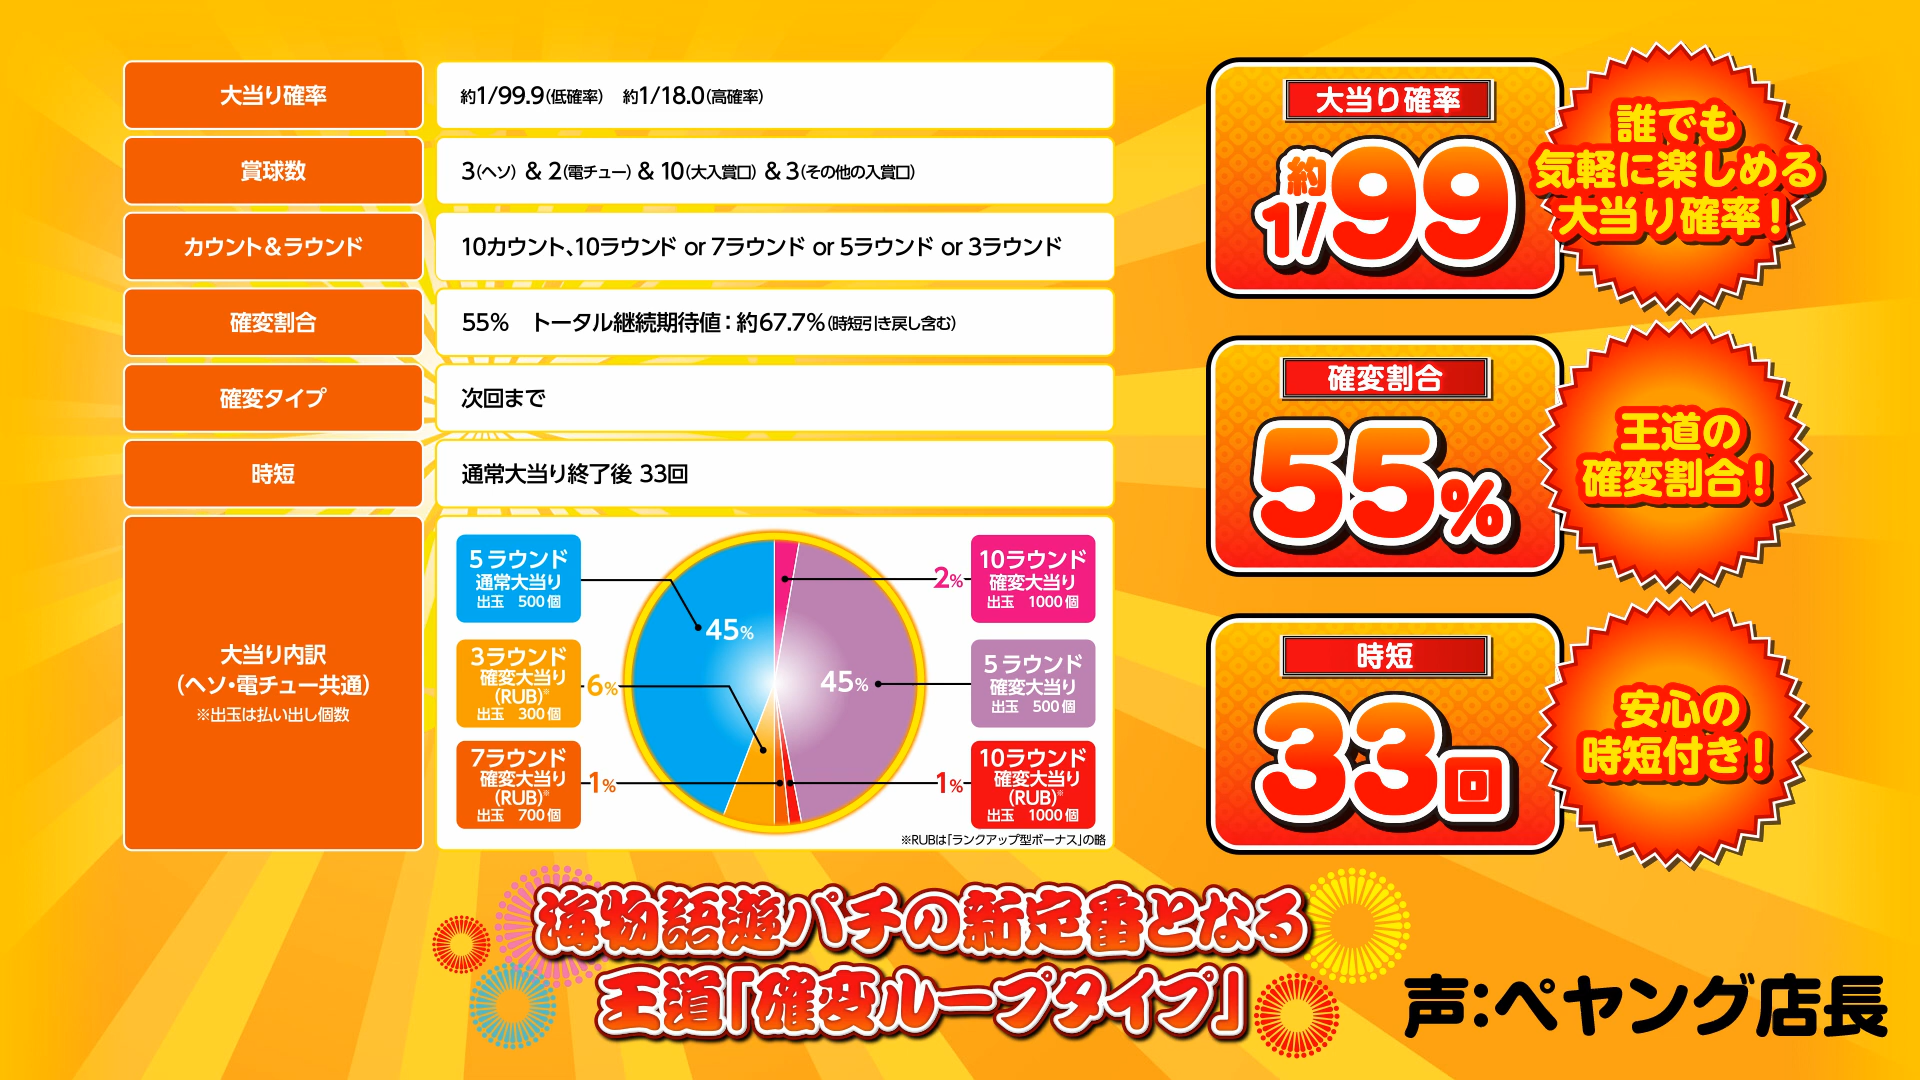 大当り確率
約1/99.9(低確率) 約1/18.0(高確率)
賞球数
3(ヘソ) & 2(電チュー) & 10(大入賞口) & 3(その他の入賞口)
カウント&ラウンド
10カウント、10ラウンド or 7ラウンド or 5ラウンド or 3ラウンド
確変割合
55% トータル継続期待値：約67.7%(時短引き戻し含む)
確変タイプ
次回まで
時短
通常大当り終了後 33回
大当り内訳
(ヘソ・電チュー共通)
※出玉は払い出し個数
5ラウンド
通常大当り
出玉 500個
45%
3ラウンド
確変大当り
(RUB)※
出玉 300個
6%
7ラウンド
確変大当り
(RUB)※
出玉 700個
1%
2%
10ラウンド
確変大当り
出玉 1000個
45%
5ラウンド
確変大当り
出玉 500個
1%
10ラウンド
確変大当り
(RUB)※
出玉 1000個
※RUBは「ランクアップ型ボーナス」の略
大当り確率
約1/99
誰でも
気軽に楽しめる
大当り確率！
確変割合
55%
王道の
確変割合！
時短
33回
安心の
時短付き！
海物語遊パチの新定番となる
王道「確変ループタイプ」
声：ペヤング店長